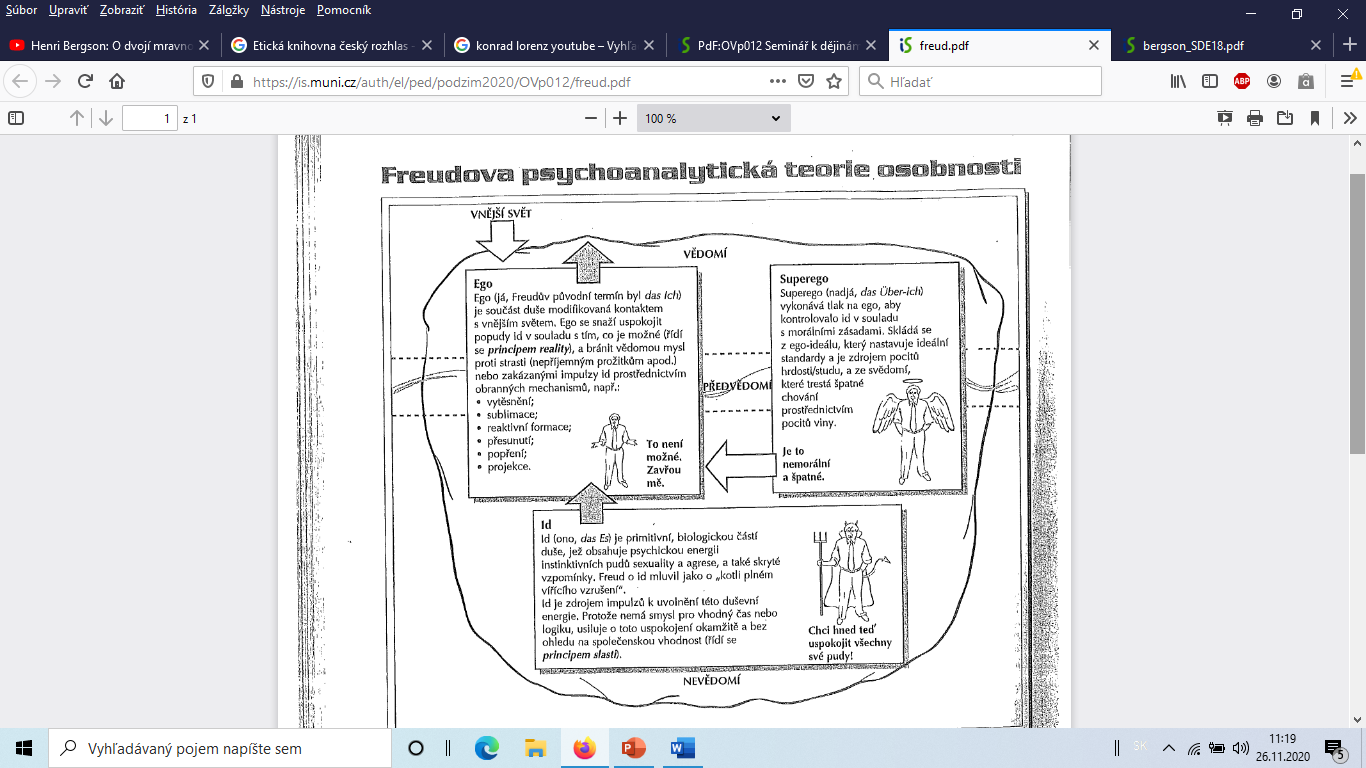 Súbor Upraviť Zobraziť História Záložky Nástroje Pomocník
Henri Bergson: O dvojí mravno
Etická knihovna český rozhlas –
konrad lorenz youtube – Vyhľa
PdF:OVp012 Seminář k dějinám
freud.pdf
bergson_SDE18.pdf
https://is.muni.cz/auth/el/ped/podzim2020/OVp012/freud.pdf
Hľadať
ABP
1
z 1
100 %
Freudova psychoanalytická teorie osobnosti
VNĚJŠÍ SVĚT
VĚDOMÍ
Ego
Ego (já, Freudův původní termín byl das Ich)
je součást duše modifikovaná kontaktem
s vnějším světem. Ego se snaží uspokojit
popudy id v souladu s tím, co je možné (řídí
se principem reality), a bránit vědomou mysl
proti strasti (nepříjemným prožitkům apod.)
nebo zakázanými impulzy id prostřednictvím
obranných mechanismů, např.:
• vytěsnění;
• sublimace;
• reaktivní formace;
• přesunutí;
• popření;
• projekce.
To není
možné.
Zavřou
mě.
PŘEDVĚDOMÍ
Superego
Superego (nadjá, das Über-ich)
vykonává tlak na ego, aby
kontrolovalo id v souladu
s morálními zásadami. Skládá se
z ego-ideálu, který nastavuje ideální
standardy a je zdrojem pocitů
hrdosti/studu, a ze svědomí,
které trestá špatné
chování
prostřednictvím
pocitů viny.
Je to
nemorální
a špatné.
Id
Id (ono, das Es) je primitivní, biologickou částí
duše, jež obsahuje psychickou energii
instinktivních pudů sexuality a agrese, a také skryté
vzpomínky. Freud o id mluvil jako o „kotli plném
vířícího vzrušení“.
Id je zdrojem impulzů k uvolnění této duševní
energie. Protože nemá smysl pro vhodný čas nebo
logiku, usiluje o toto uspokojení okamžitě a bez
ohledu na společenskou vhodnost (řídí se
principem slasti).
Chci hned teď
uspokojit všechny
své pudy!
NEVĚDOMÍ
Vyhľadávaný pojem napíšte sem
SK
11:19
26.11.2020
5